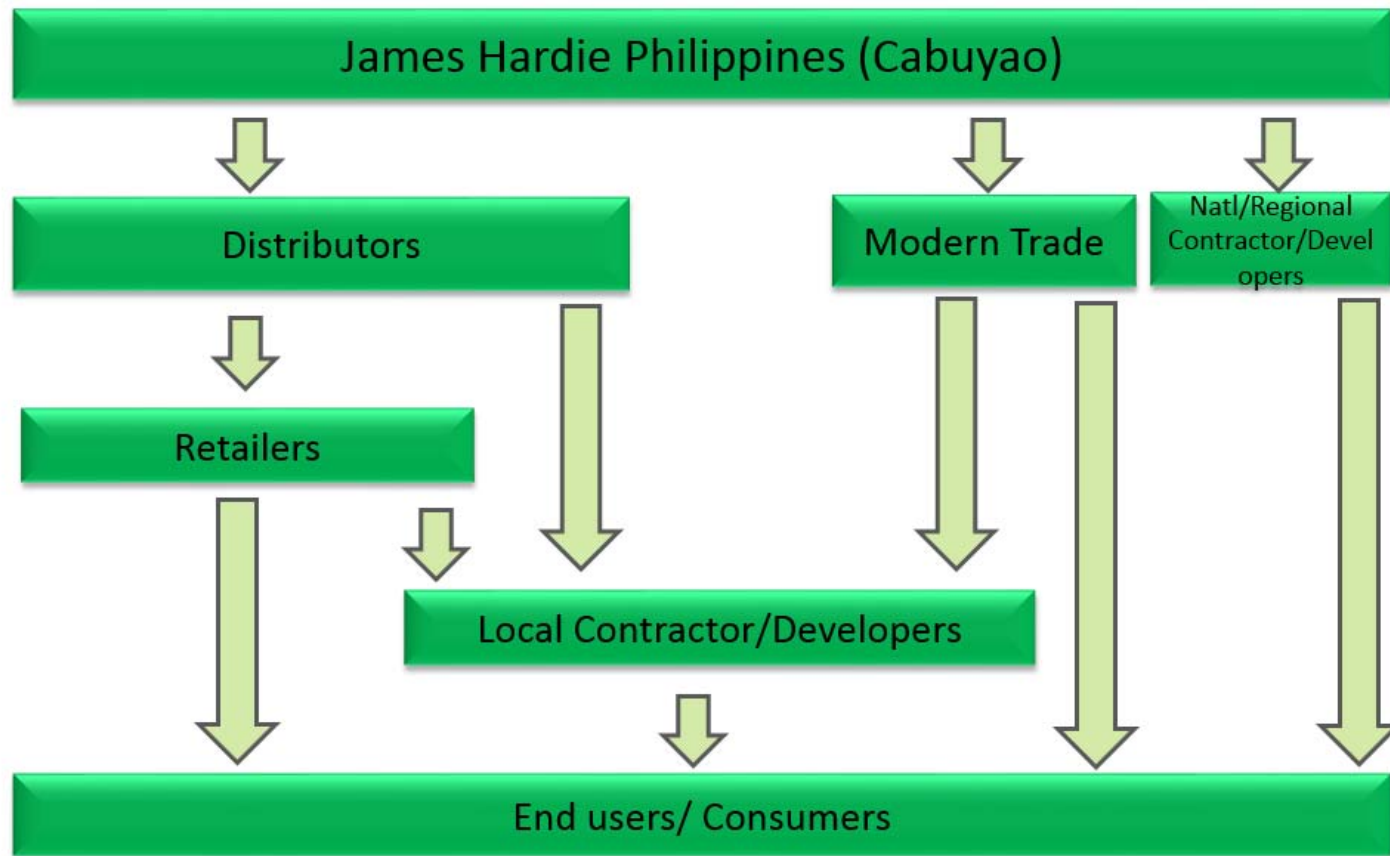 James Hardie Philippines (Cabuyao)
Distributors
Modern Trade
Natl/Regional
Contractor/Devel
opers
Retailers
Local Contractor/Developers
End users/ Consumers